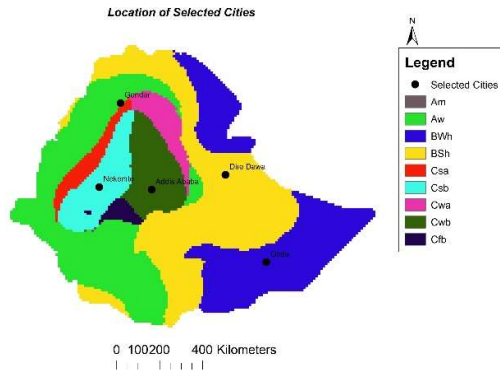 Location of Selected Cities
N
Legend
Selected Cities
Am
Aw
BWh
BSh
Csa
Csb
Cwa
Cwb
Cfb
Gondar
Dire Dawa
Nekemte
Addis Ababa
Gode
0 100200 400 Kilometers